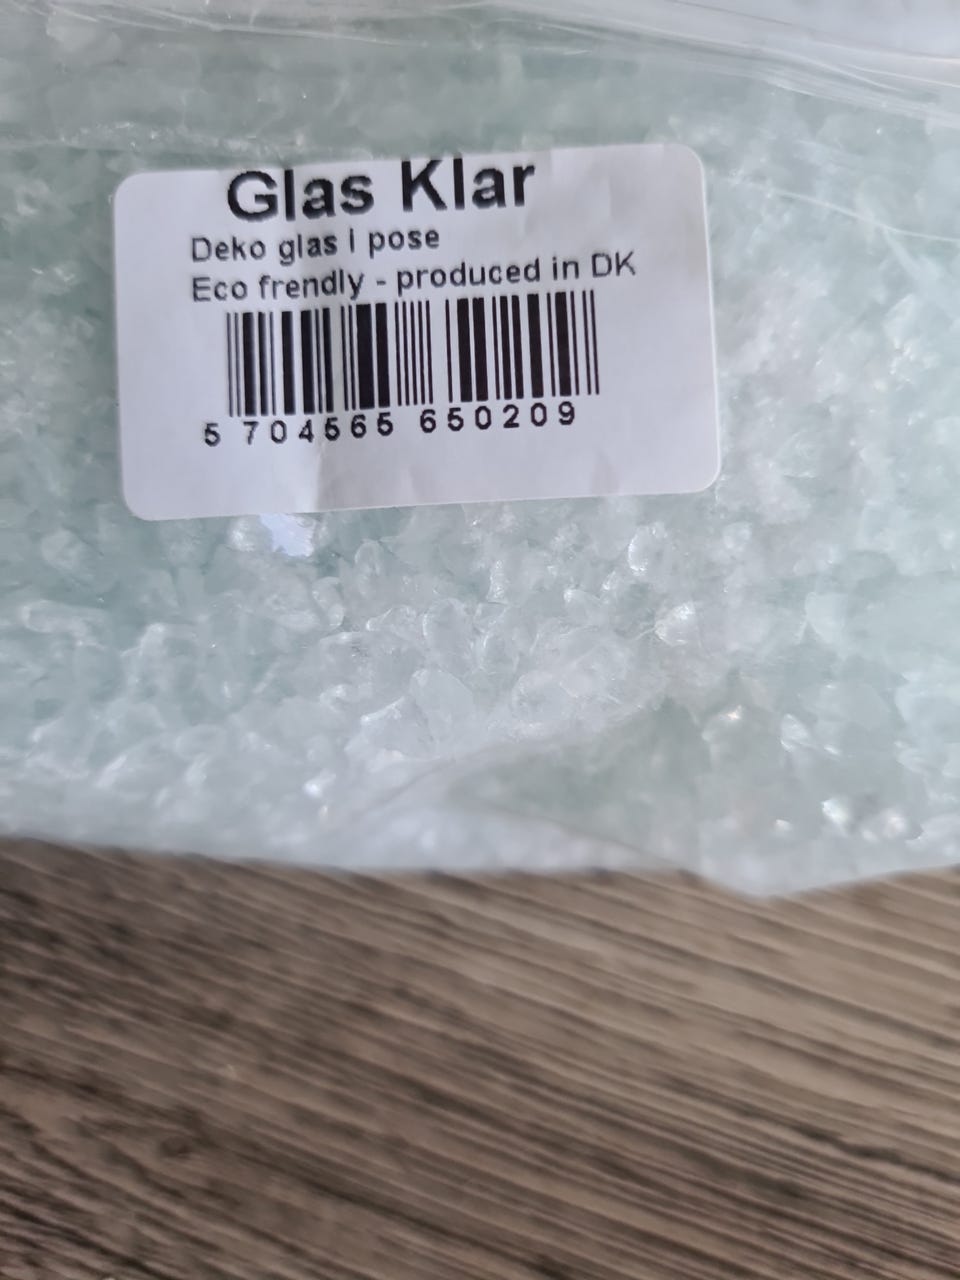 Glas Klar
Deko glas I pose
Eco frendly - produced in DK
5 704565 650209